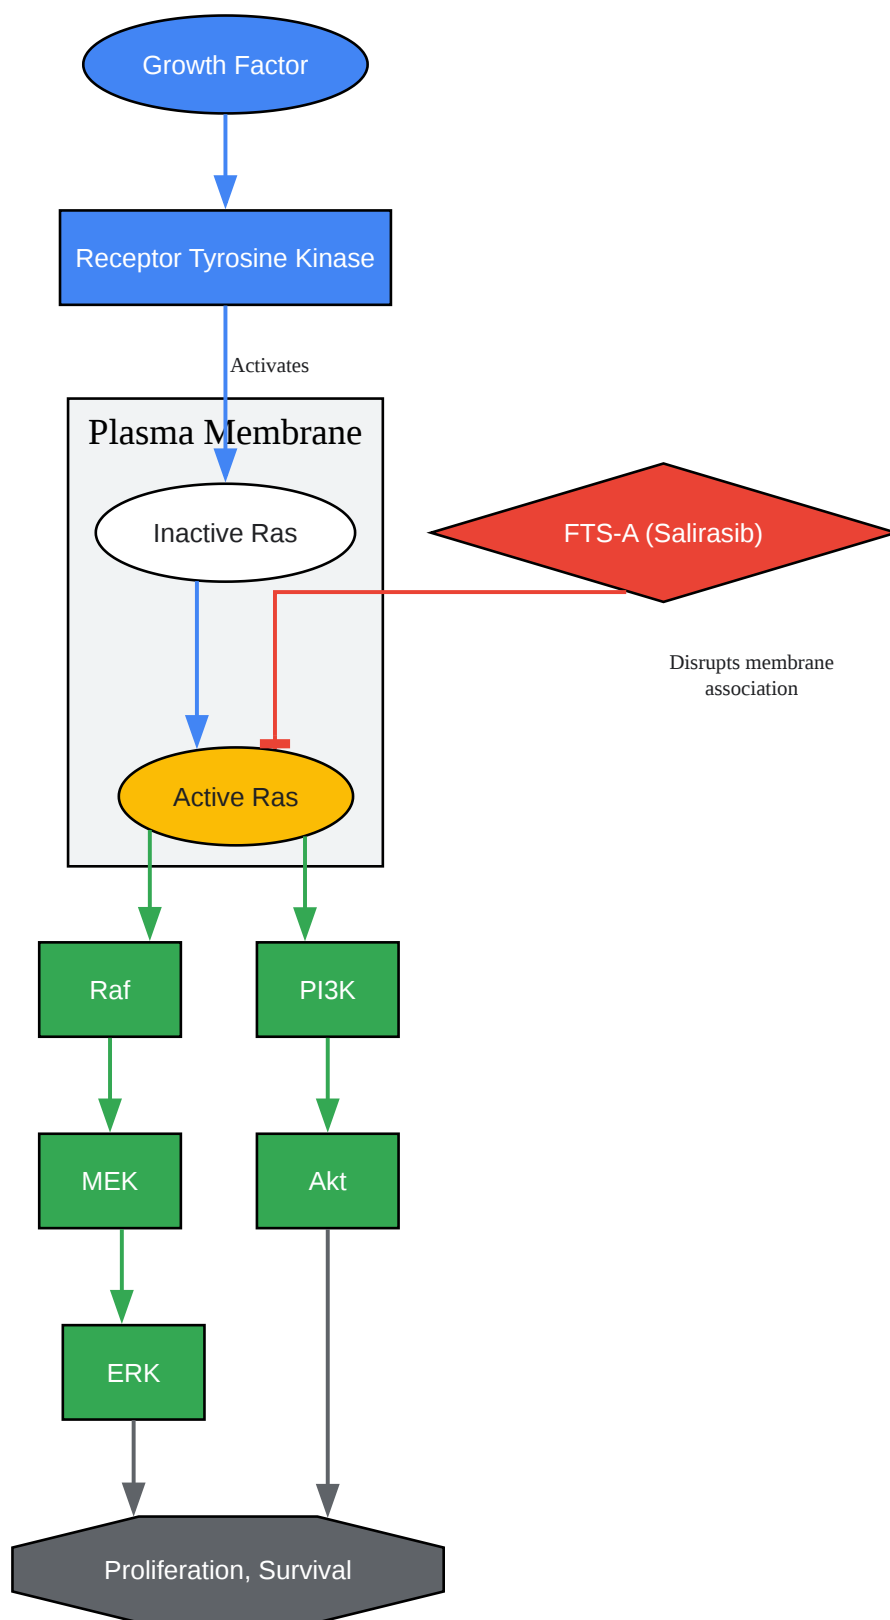 Growth Factor
Receptor Tyrosine Kinase
Activates
Plasma Membrane
Inactive Ras
FTS-A (Salirasib)
Disrupts membrane
association
Active Ras
Raf
PI3K
MEK
Akt
ERK
Proliferation, Survival